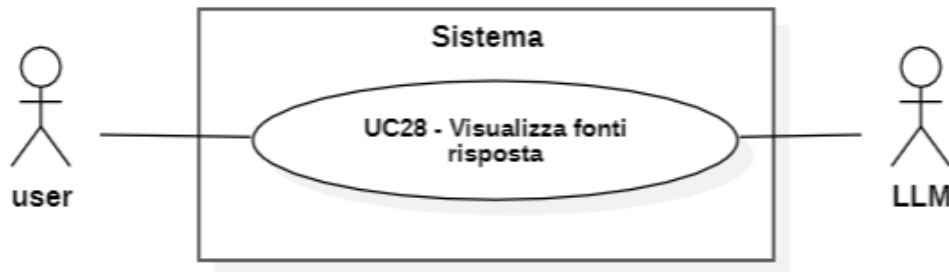 Sistema
UC28 - Visualizza fonti
risposta
user
LLM